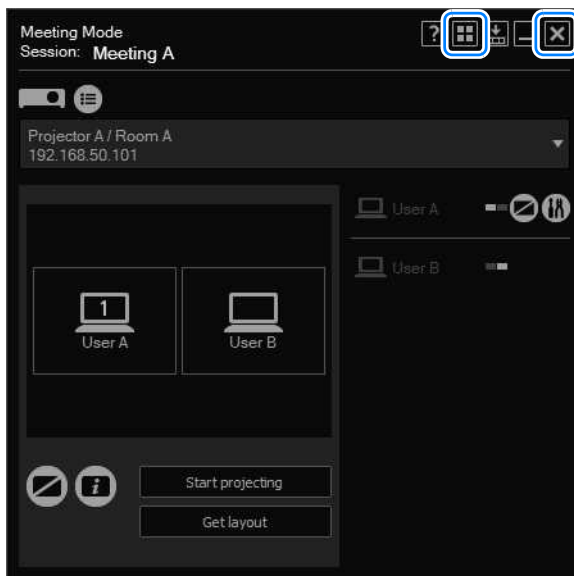 Meeting Mode
Session: Meeting A
?
Projector A / Room A
192.168.50.101
User A
User B
1
User A
User B
i
Start projecting
Get layout